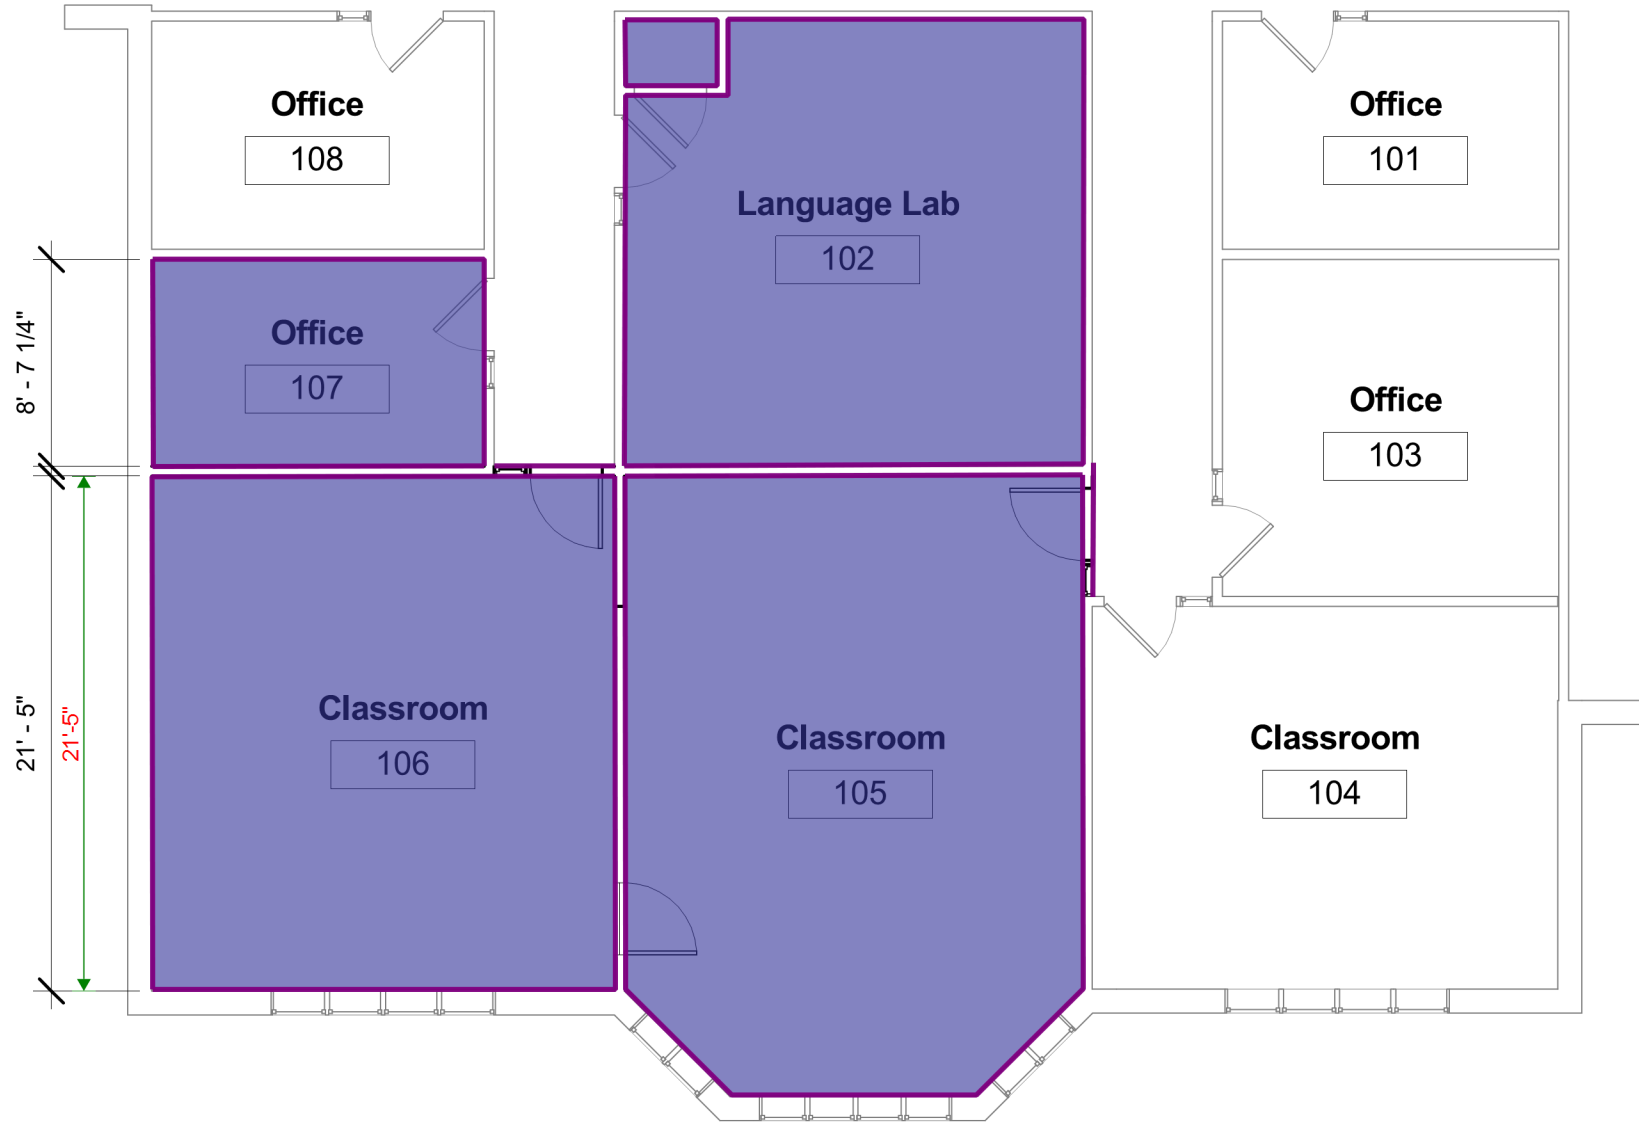 Office
108
Office
101
Language Lab
102
8' - 7 1/4"
Office
107
Office
103
21' - 5"
21'-5"
Classroom
106
Classroom
105
Classroom
104